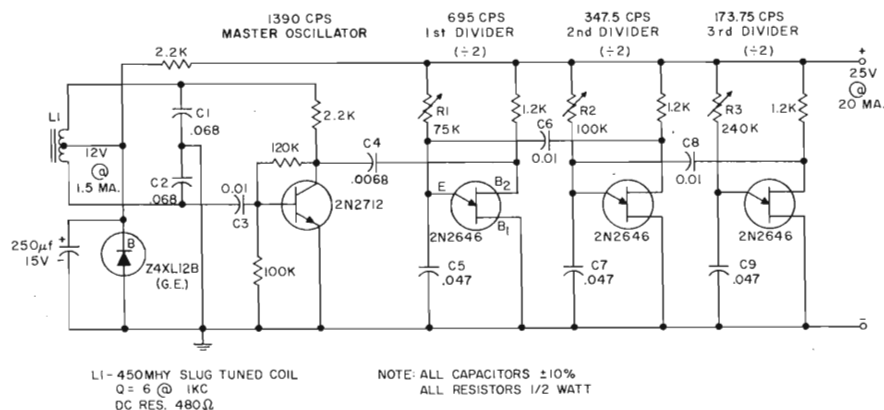 1390 CPS
MASTER OSCILLATOR
695 CPS
1st DIVIDER
(÷2)
347.5 CPS
2nd DIVIDER
(÷2)
173.75 CPS
3rd DIVIDER
(÷2)
2.2K
+
25V
@
20 MA.
L1
C1
.068
2.2K
R1
75K
1.2K
C6
0.01
R2
100K
1.2K
C8
0.01
R3
240K
1.2K
12V
@
1.5 MA.
120K
C4
.0068
C2
.068
0.01
C3
2N2712
E
B2
B1
2N2646
2N2646
2N2646
250μf
15V
+
-
B
Z4XL12B
(G.E.)
100K
C5
.047
C7
.047
C9
.047
-
L1-450MHY SLUG TUNED COIL
Q= 6 @ 1KC
DC RES. 480Ω
NOTE: ALL CAPACITORS ±10%
ALL RESISTORS 1/2 WATT